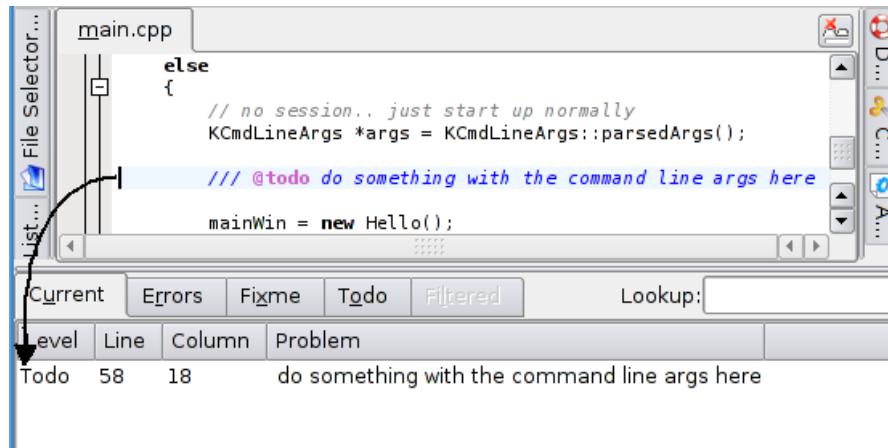 main.cpp
File Selector...
List...
D...
C...
A...
else
{
// no session.. just start up normally
KCmdLineArgs *args = KCmdLineArgs::parsedArgs();
/// @todo do something with the command line args here
mainWin = new Hello();
Current Errors Fixme Todo Filtered Lookup:
Level Line Column Problem
Todo 58 18 do something with the command line args here